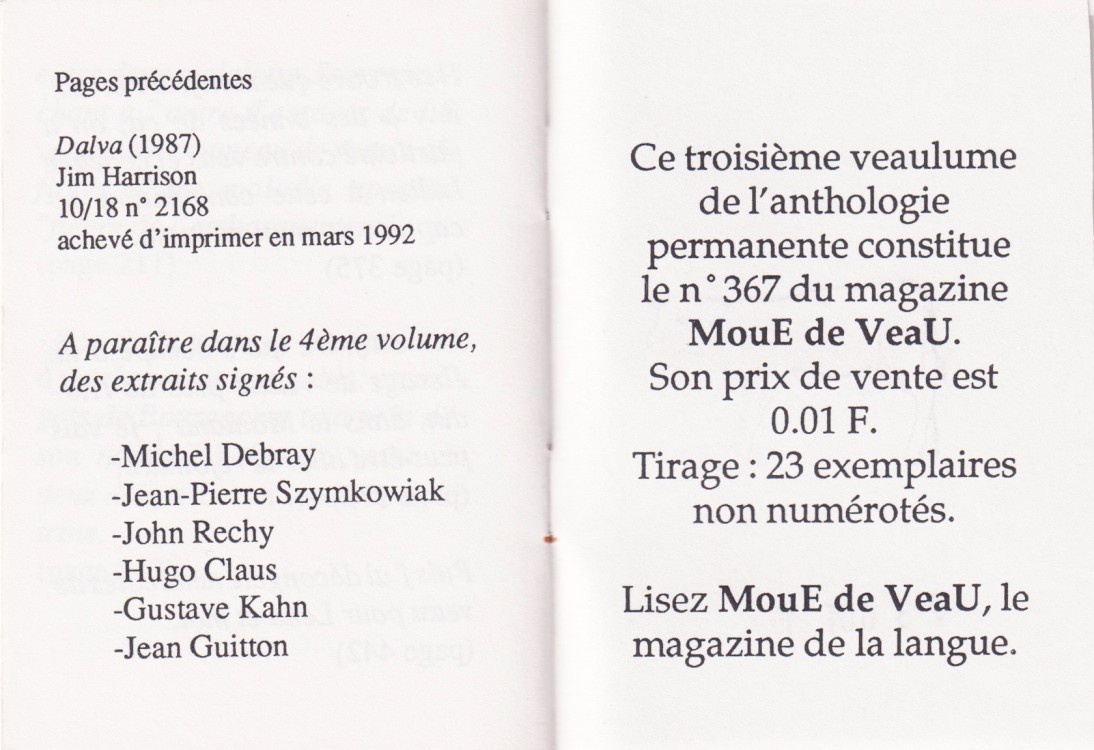 Pages précédentes
Dalva (1987)
Jim Harrison
10/18 n° 2168
achevé d'imprimer en mars 1992
A paraître dans le 4ème volume,
des extraits signés :
-Michel Debray
-Jean-Pierre Szymkowiak
-John Rechy
-Hugo Claus
-Gustave Kahn
-Jean Guitton
Ce troisième veaulume
de l'anthologie
permanente constitue
le n°367 du magazine
MouE de VeaU.
Son prix de vente est
0.01 F.
Tirage : 23 exemplaires
non numérotés.
Lisez MouE de VeaU, le
magazine de la langue.